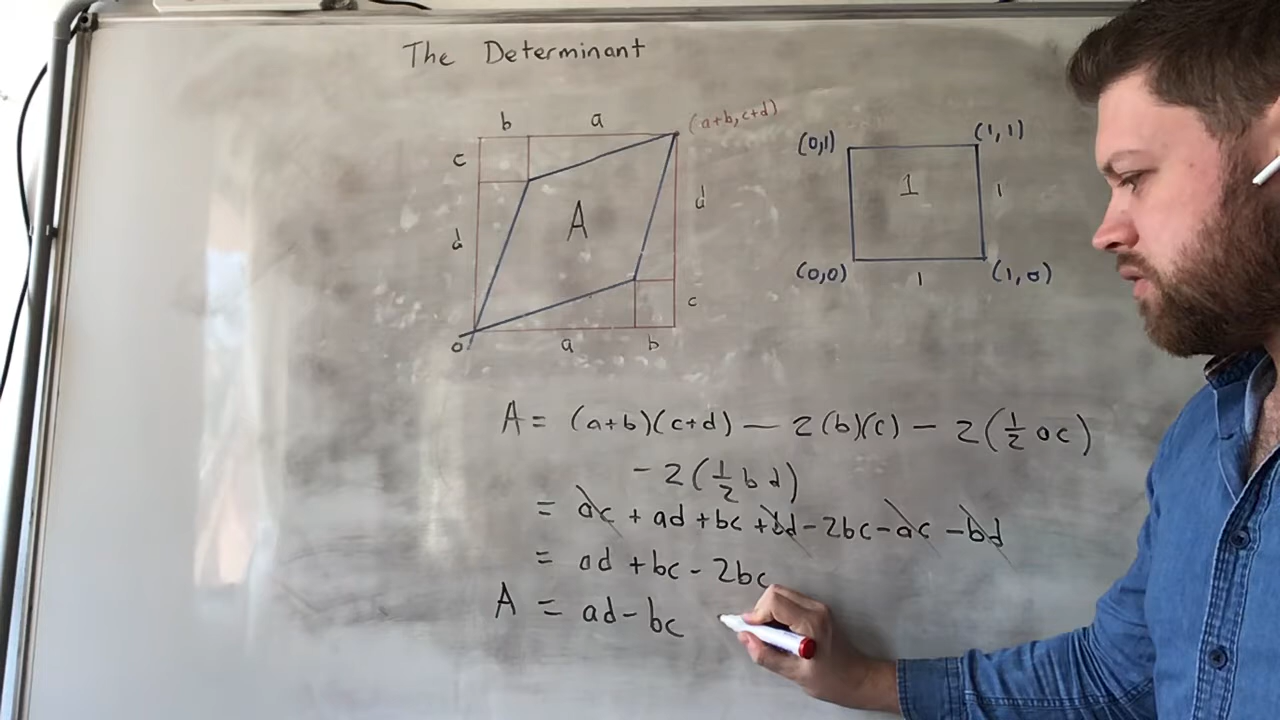 The Determinant
b a (a+b, c+d)
c
d
A
d
c
o
a b
(0,1) (1,1)
1 1
(0,0) 1 (1,0)
A = (a+b)(c+d) — 2(b)(c) — 2(½ ac)
- 2(½ b d)
= ac + ad + bc + bd - 2bc - ac - bd
= ad + bc - 2bc
A = ad - bc